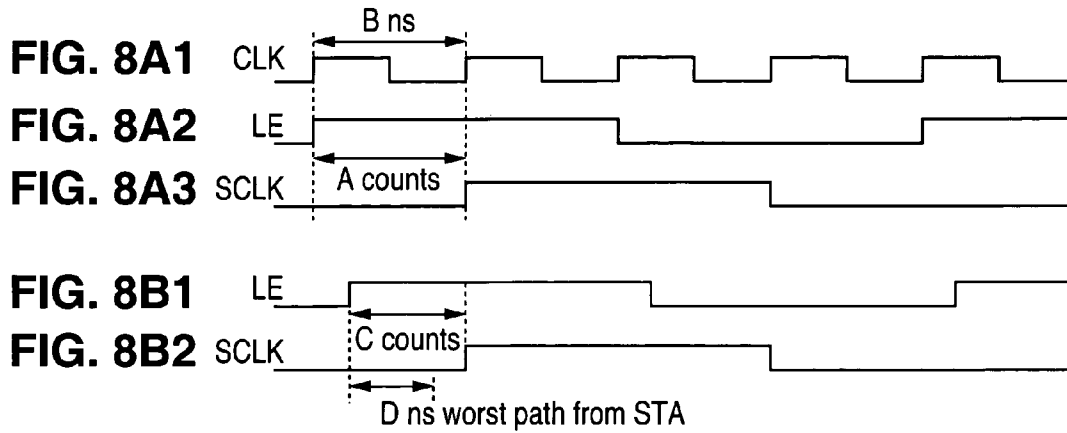 B ns
FIG. 8A1 CLK
FIG. 8A2 LE
A counts
FIG. 8A3 SCLK
FIG. 8B1 LE
C counts
FIG. 8B2 SCLK
D ns worst path from STA